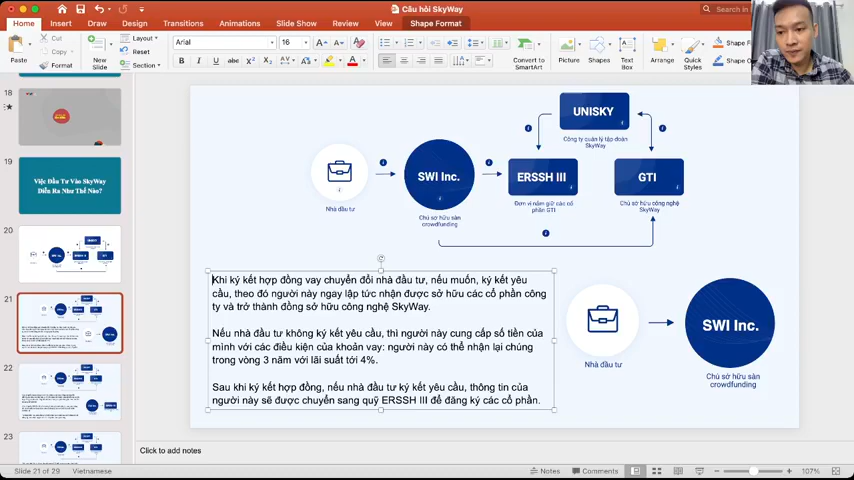 Câu hỏi SkyWay
Home
Insert
Draw
Design
Transitions
Animations
Slide Show
Review
View
Shape Format
Search in
Paste
Cut
Copy
Format
New
Slide
Layout
Reset
Section
Arial
16
Convert to
SmartArt
Picture
Shapes
Text
Box
Arrange
Quick
Styles
Shape
Shape
18
19
Việc Đầu Tư Vào SkyWay
Diễn Ra Như Thế Nào?
20
21
22
23
UNISKY
Công ty quản lý tập đoàn
SkyWay
SWI Inc.
ERSSH III
GTI
Nhà đầu tư
Chủ sở hữu sàn
crowdfunding
Đơn vị nắm giữ các cổ
phần GTI
Chủ sở hữu công nghệ
SkyWay
Khi ký kết hợp đồng vay chuyển đổi nhà đầu tư, nếu muốn, ký kết yêu
cầu, theo đó người này ngay lập tức nhận được sở hữu các cổ phần công
ty và trở thành đồng sở hữu công nghệ SkyWay.
Nếu nhà đầu tư không ký kết yêu cầu, thì người này cung cấp số tiền của
mình với các điều kiện của khoản vay: người này có thể nhận lại chúng
trong vòng 3 năm với lãi suất tới 4%.
Sau khi ký kết hợp đồng, nếu nhà đầu tư ký kết yêu cầu, thông tin của
người này sẽ được chuyển sang quỹ ERSSH III để đăng ký các cổ phần.
SWI Inc.
Nhà đầu tư
Chủ sở hữu sàn
crowdfunding
Click to add notes
Slide 21 of 29
Vietnamese
Notes
Comments
107%